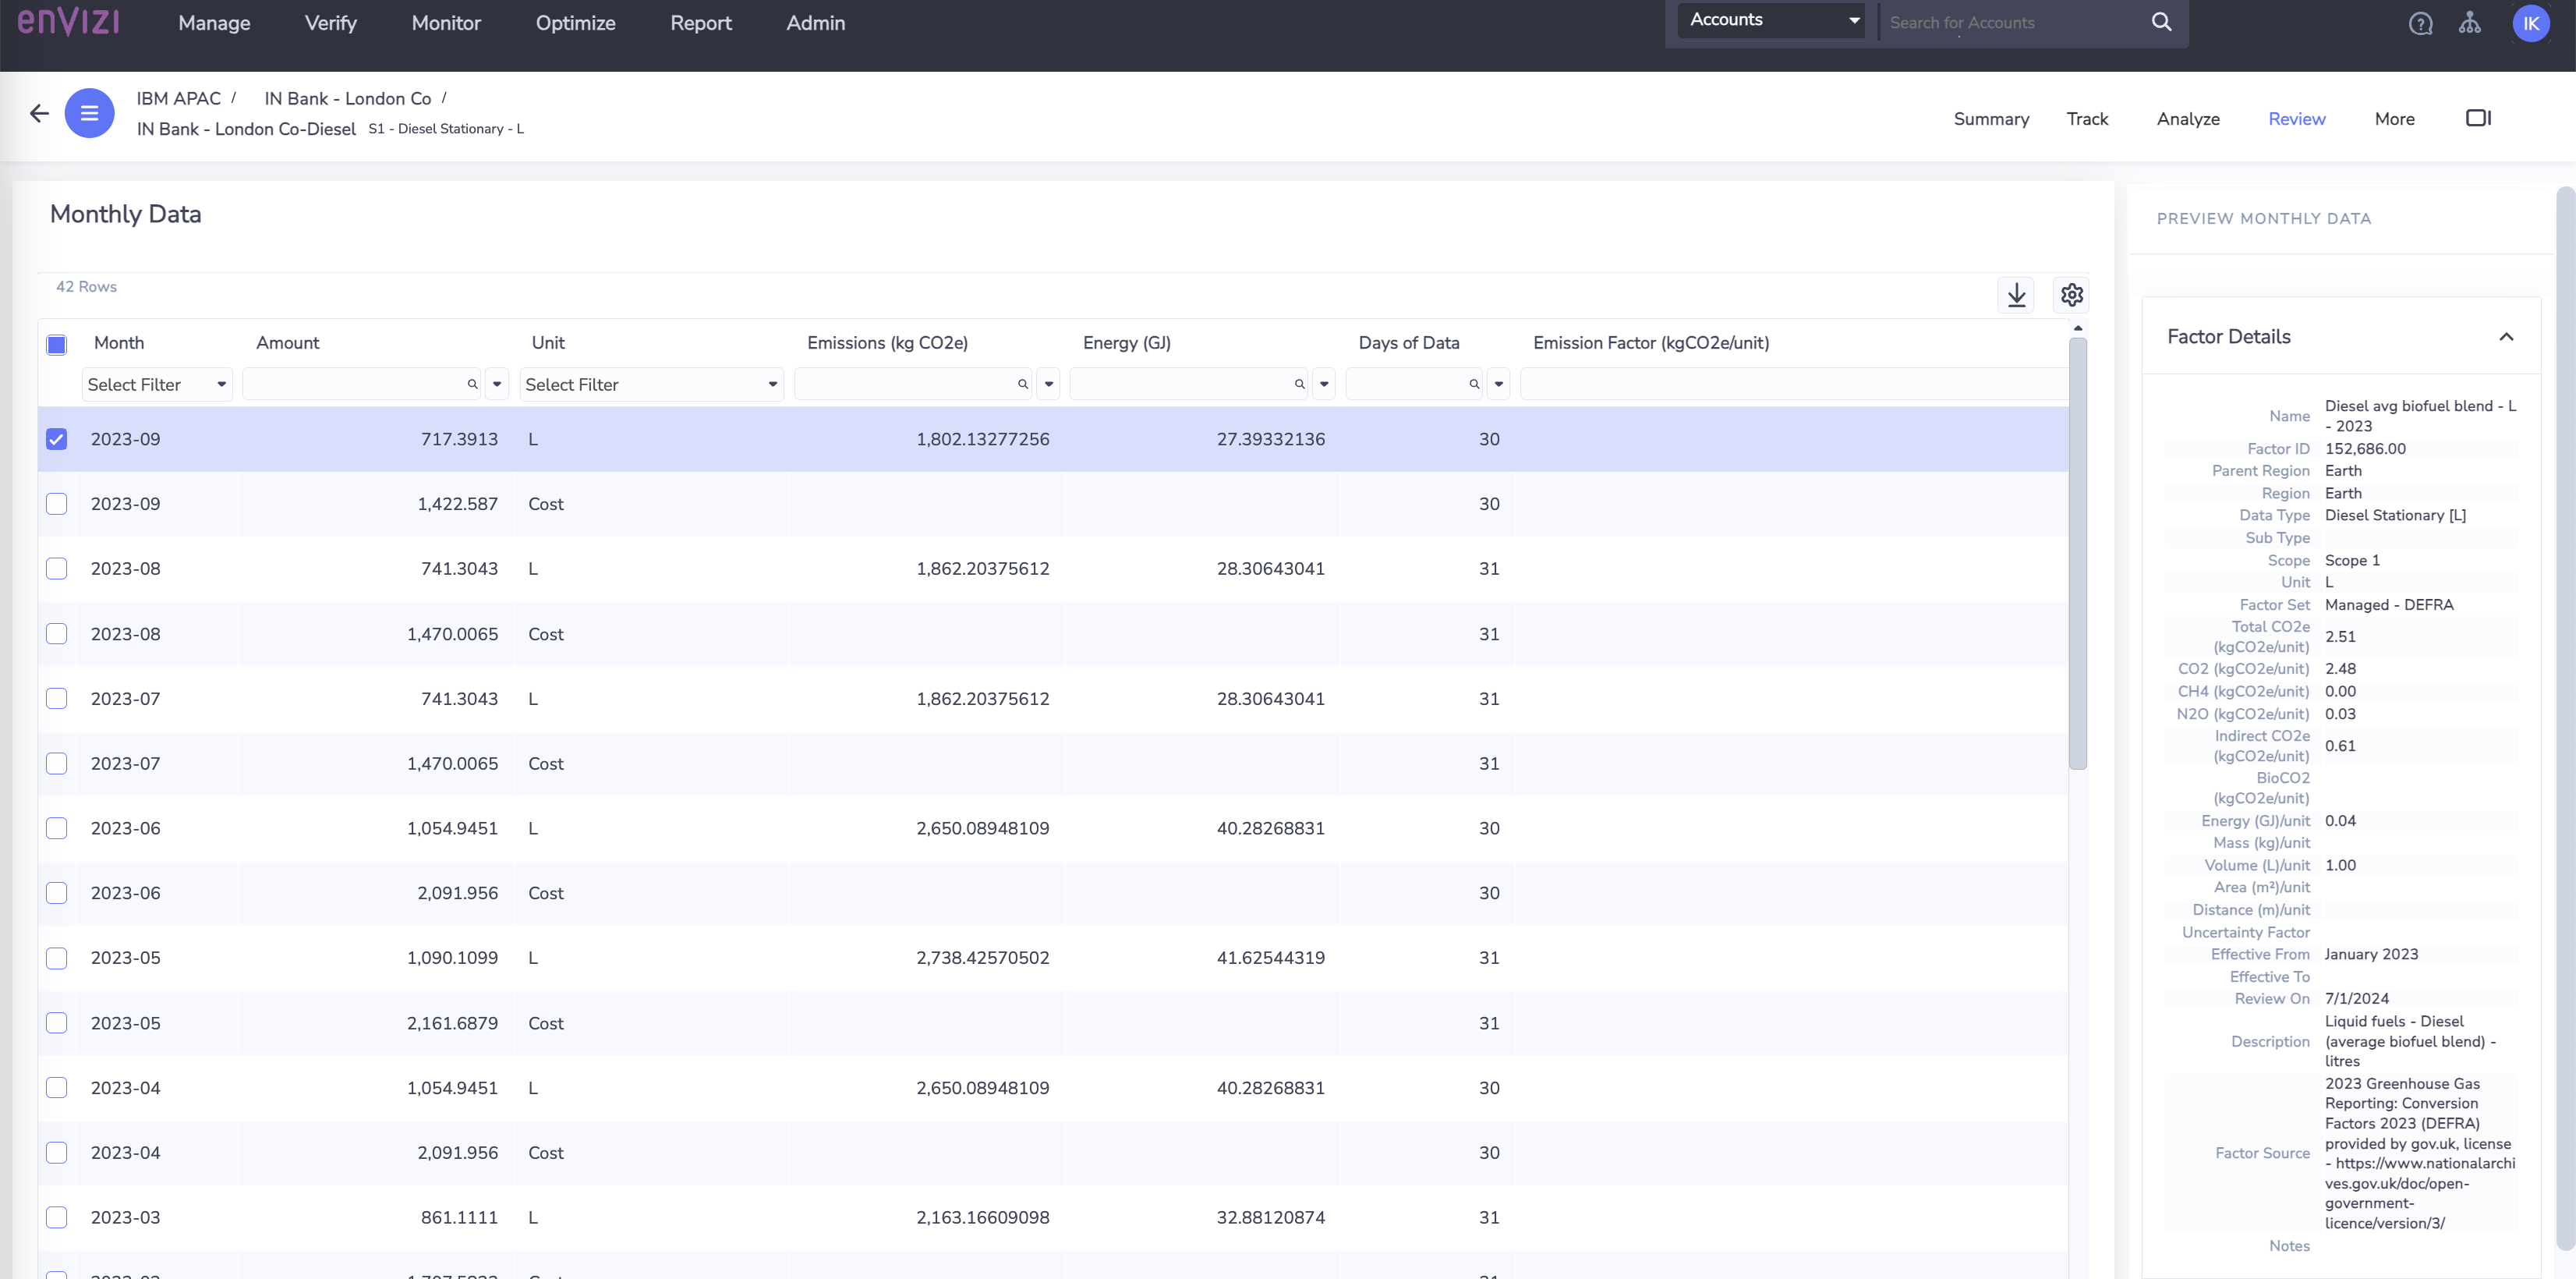 enVIZI Manage Verify Monitor Optimize Report Admin Accounts Search for Accounts IK
IBM APAC / IN Bank - London Co /
IN Bank - London Co-Diesel S1 - Diesel Stationary - L
Summary Track Analyze Review More
Monthly Data
42 Rows
Month Amount Unit Emissions (kg CO2e) Energy (GJ) Days of Data Emission Factor (kgCO2e/unit)
Select Filter Select Filter
2023-09 717.3913 L 1,802.13277256 27.39332136 30
2023-09 1,422.587 Cost 30
2023-08 741.3043 L 1,862.20375612 28.30643041 31
2023-08 1,470.0065 Cost 31
2023-07 741.3043 L 1,862.20375612 28.30643041 31
2023-07 1,470.0065 Cost 31
2023-06 1,054.9451 L 2,650.08948109 40.28268831 30
2023-06 2,091.956 Cost 30
2023-05 1,090.1099 L 2,738.42570502 41.62544319 31
2023-05 2,161.6879 Cost 31
2023-04 1,054.9451 L 2,650.08948109 40.28268831 30
2023-04 2,091.956 Cost 30
2023-03 861.1111 L 2,163.16609098 32.88120874 31
PREVIEW MONTHLY DATA
Factor Details
Name Diesel avg biofuel blend - L
- 2023
Factor ID 152,686.00
Parent Region Earth
Region Earth
Data Type Diesel Stationary [L]
Sub Type
Scope Scope 1
Unit L
Factor Set Managed - DEFRA
Total CO2e
(kgCO2e/unit) 2.51
CO2 (kgCO2e/unit) 2.48
CH4 (kgCO2e/unit) 0.00
N2O (kgCO2e/unit) 0.03
Indirect CO2e
(kgCO2e/unit) 0.61
BioCO2
(kgCO2e/unit)
Energy (GJ)/unit 0.04
Mass (kg)/unit
Volume (L)/unit 1.00
Area (m²)/unit
Distance (m)/unit
Uncertainty Factor
Effective From January 2023
Effective To
Review On 7/1/2024
Description Liquid fuels - Diesel
(average biofuel blend) -
litres
Factor Source 2023 Greenhouse Gas
Reporting: Conversion
Factors 2023 (DEFRA)
provided by gov.uk, license
- https://www.nationalarchi
ves.gov.uk/doc/open-
government-
licence/version/3/
Notes